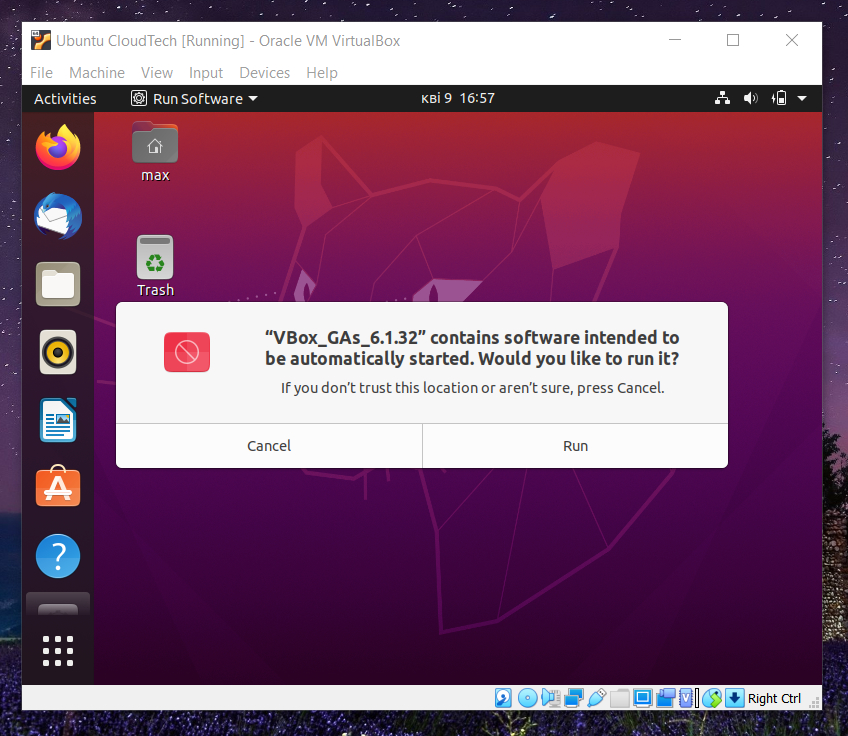 Ubuntu CloudTech [Running] - Oracle VM VirtualBox
File Machine View Input Devices Help
Activities Run Software кві 9 16:57
max
Trash
“VBox_GAs_6.1.32” contains software intended to
be automatically started. Would you like to run it?
If you don’t trust this location or aren’t sure, press Cancel.
Cancel Run
Right Ctrl